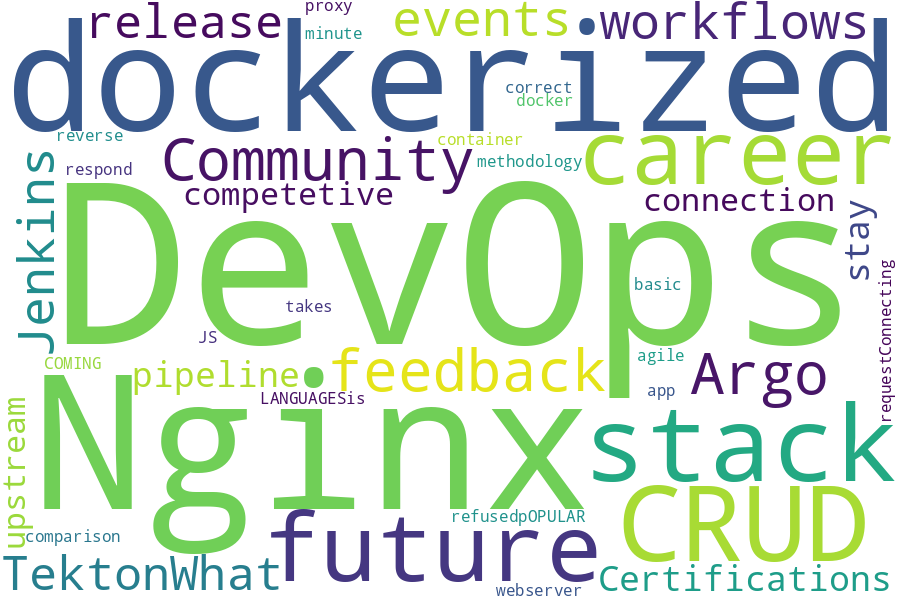 proxy
release
events
workflows
minute
dockerized
correct
docker
reverse
container
career
Community
methodology
respond
Jenkins
competetive
connection
stay
DevOps
basic
takes
JS
requestConnecting
agile
COMING
pipeline
feedback
Argo
app
LANGUAGESis
Nginx
upstream
stack
CRUD
refusedpOPULAR
future
comparison
TektonWhat
Certifications
webserver